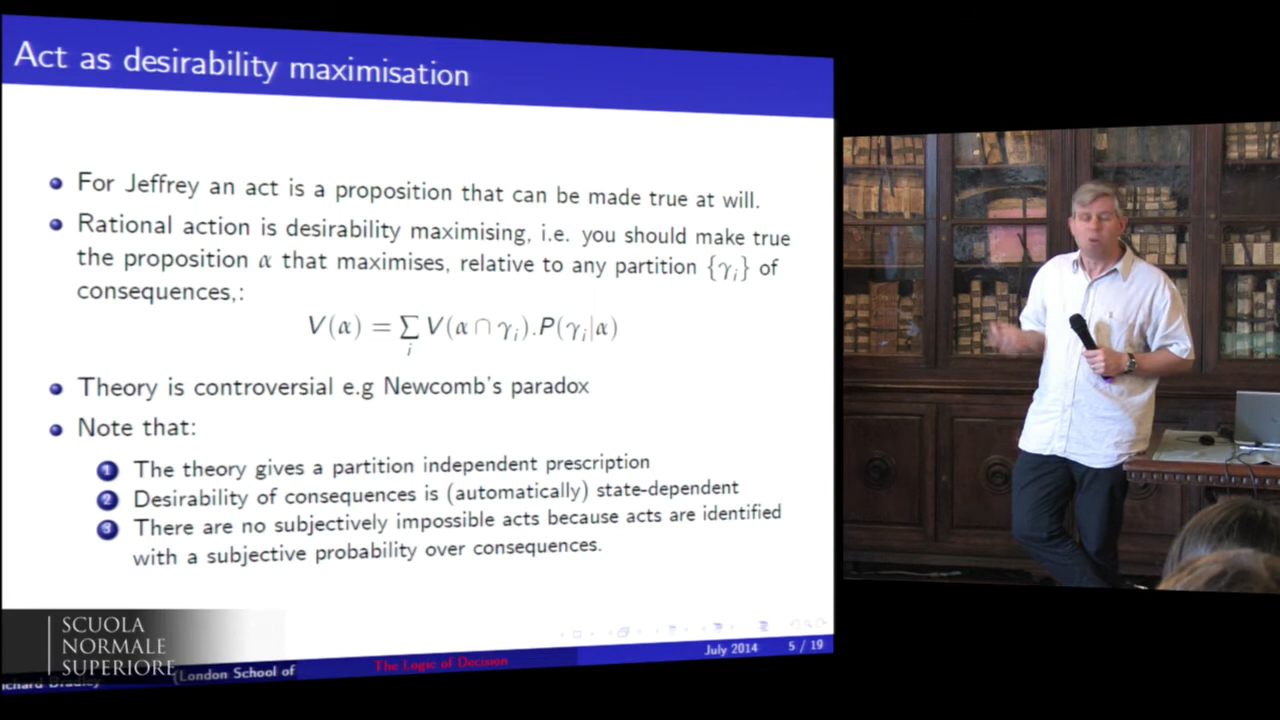 Act as desirability maximisation
For Jeffrey an act is a proposition that can be made true at will.
Rational action is desirability maximising, i.e. you should make true
the proposition α that maximises, relative to any partition {γᵢ} of
consequences,:
V(α) = ∑ᵢ V(α ∩ γᵢ).P(γᵢ|α)
Theory is controversial e.g Newcomb's paradox
Note that:
1 The theory gives a partition independent prescription
2 Desirability of consequences is (automatically) state-dependent
3 There are no subjectively impossible acts because acts are identified
with a subjective probability over consequences.
SCUOLA
NORMALE
SUPERIORE
ichard Bradley (London School of The Logic of Decision July 2014 5 / 19